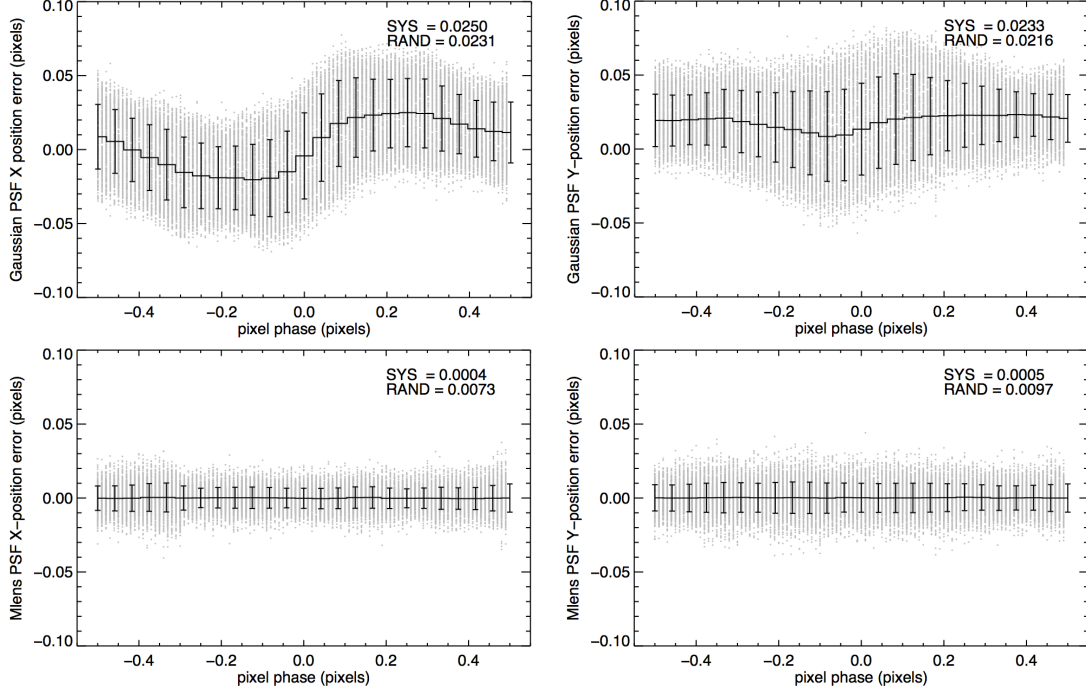 0.10
0.05
0.00
−0.05
−0.10
Gaussian PSF X position error (pixels)
SYS = 0.0250
RAND = 0.0231
−0.4 −0.2 0.0 0.2 0.4
pixel phase (pixels)
0.10
0.05
0.00
−0.05
−0.10
Gaussian PSF Y−position error (pixels)
SYS = 0.0233
RAND = 0.0216
−0.4 −0.2 0.0 0.2 0.4
pixel phase (pixels)
0.10
0.05
0.00
−0.05
−0.10
Mlens PSF X−position error (pixels)
SYS = 0.0004
RAND = 0.0073
−0.4 −0.2 0.0 0.2 0.4
pixel phase (pixels)
0.10
0.05
0.00
−0.05
−0.10
Mlens PSF Y−position error (pixels)
SYS = 0.0005
RAND = 0.0097
−0.4 −0.2 0.0 0.2 0.4
pixel phase (pixels)